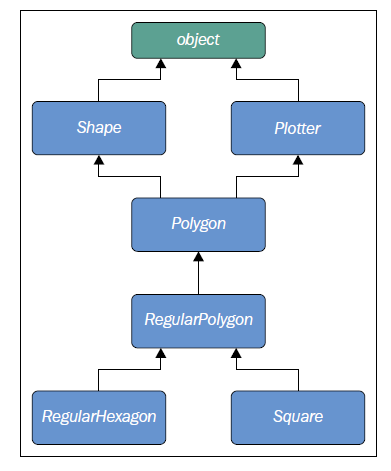 object
Shape
Plotter
Polygon
RegularPolygon
RegularHexagon
Square